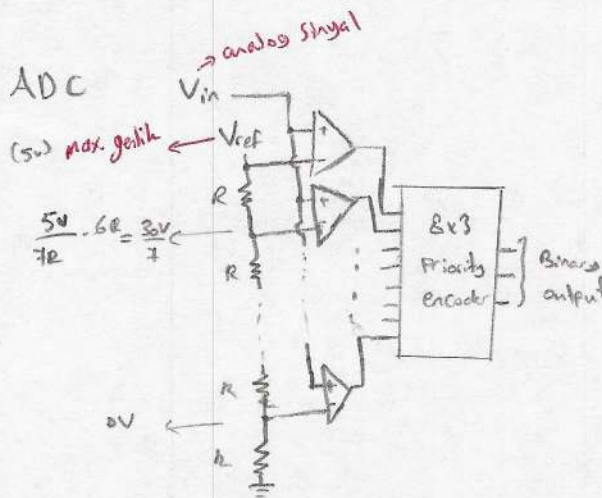 → analog Sinyal
ADC
Vin
(5v) max. gerilim
Vref
R
5v/7R . 6R = 30V/7
R
R
0V
R
8x3
Priority
encoder
Binary
output
+
-
+
-
+
-